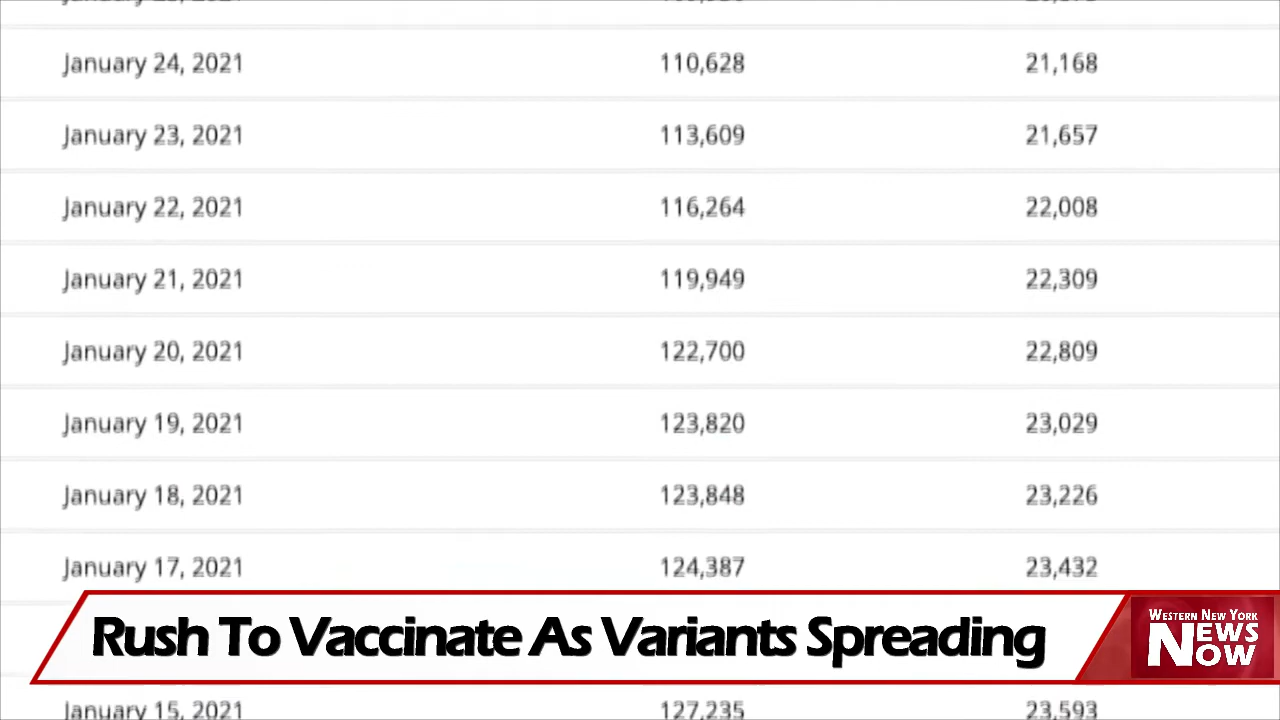 January 24, 2021 110,628 21,168
January 23, 2021 113,609 21,657
January 22, 2021 116,264 22,008
January 21, 2021 119,949 22,309
January 20, 2021 122,700 22,809
January 19, 2021 123,820 23,029
January 18, 2021 123,848 23,226
January 17, 2021 124,387 23,432
Rush To Vaccinate As Variants Spreading
WESTERN NEW YORK
NEWS
NOW
January 15, 2021 127,235 23,593